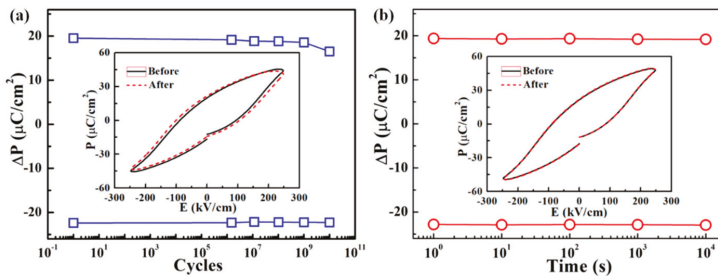 (a)
ΔP (μC/cm²)
20
10
0
-10
-20
10⁻¹ 10¹ 10³ 10⁵ 10⁷ 10⁹ 10¹¹
Cycles
P (μC/cm²)
60
30
0
-30
-60
-300 -200 -100 0 100 200 300
E (kV/cm)
Before
After
(b)
ΔP (μC/cm²)
20
10
0
-10
-20
10⁰ 10¹ 10² 10³ 10⁴
Time (s)
P (μC/cm²)
60
30
0
-30
-60
-300 -200 -100 0 100 200 300
E (kV/cm)
Before
After